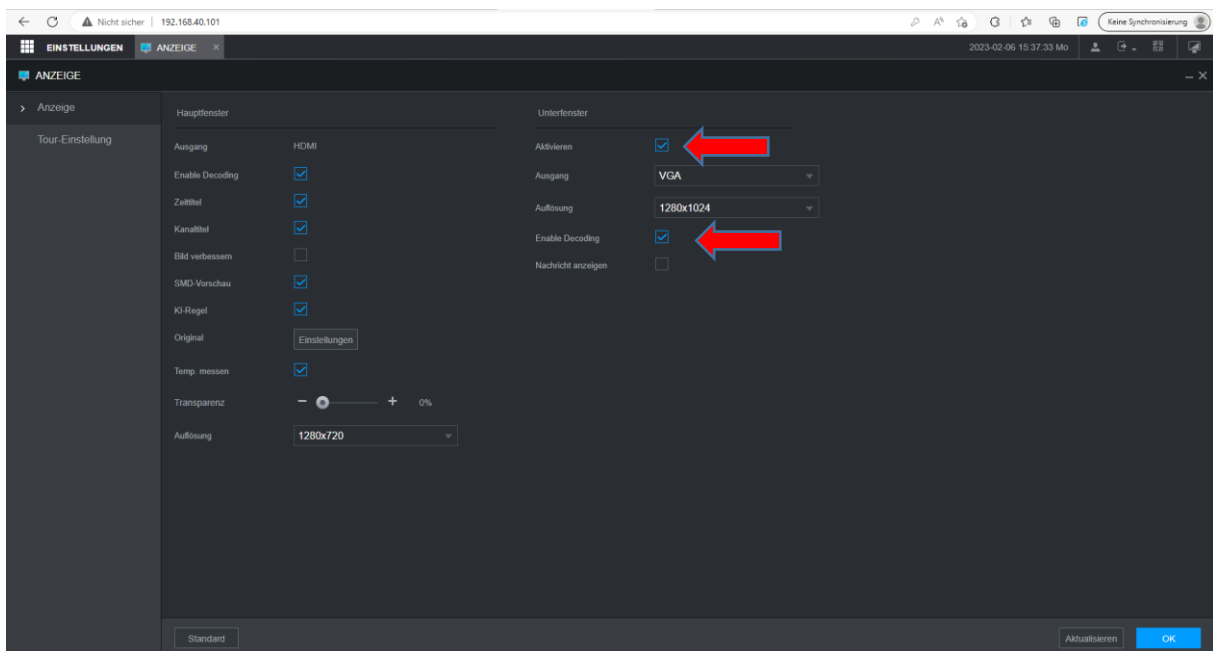 Nicht sicher | 192.168.40.101 Keine Synchronisierung
EINSTELLUNGEN ANZEIGE × 2023-02-06 15:37:33 Mo
ANZEIGE
> Anzeige
Tour-Einstellung
Hauptfenster
Ausgang HDMI
Enable Decoding
Zeittitel
Kanaltitel
Bild verbessern
SMD-Vorschau
KI-Regel
Original Einstellungen
Temp. messen
Transparenz − + 0%
Auflösung 1280x720
Unterfenster
Aktivieren
Ausgang VGA
Auflösung 1280x1024
Enable Decoding
Nachricht anzeigen
Standard Aktualisieren OK